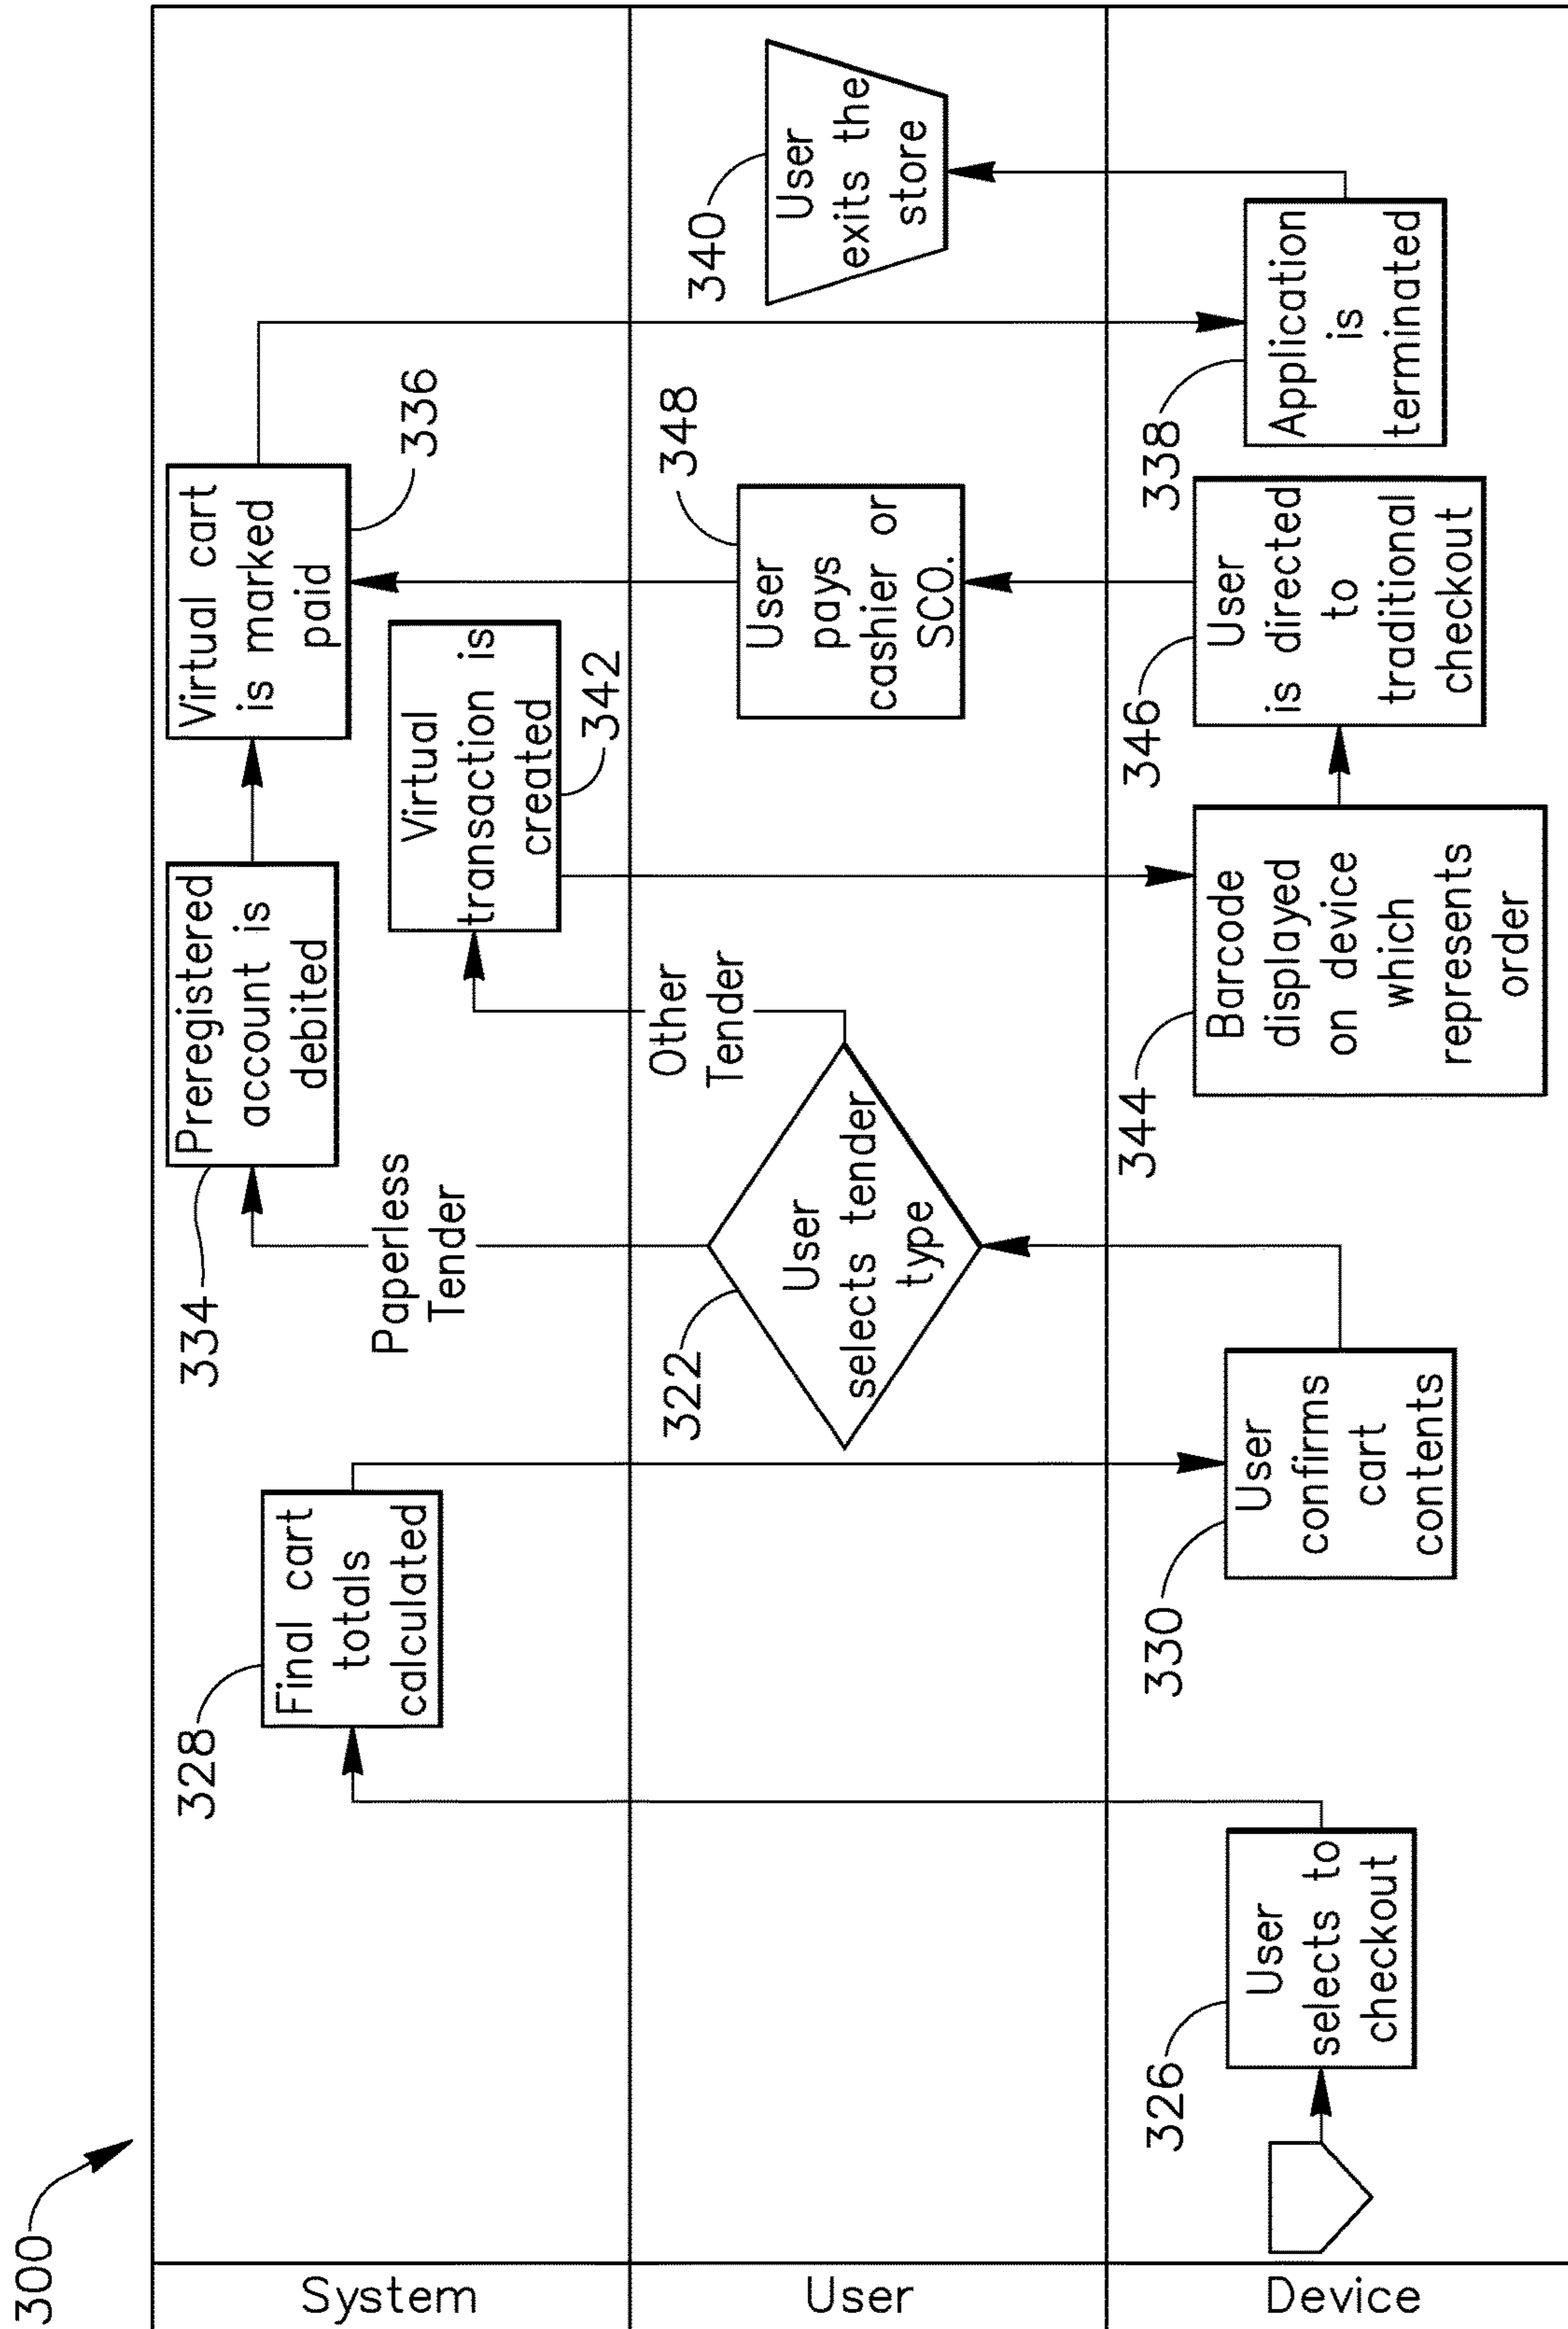 300
System
328
Final cart
totals
calculated
334
Preregistered
account is
debited
Virtual cart
is marked
paid
336
Paperless
Tender
Virtual
transaction is
created
342
User
322
User
selects tender
type
Other
Tender
348
User
pays
cashier or
SCO.
340
User
exits the
store
Device
326
User
selects to
checkout
330
User
confirms
cart
contents
344
Barcode
displayed
on device
which
represents
order
346
User
is directed
to
traditional
checkout
338
Application
is
terminated